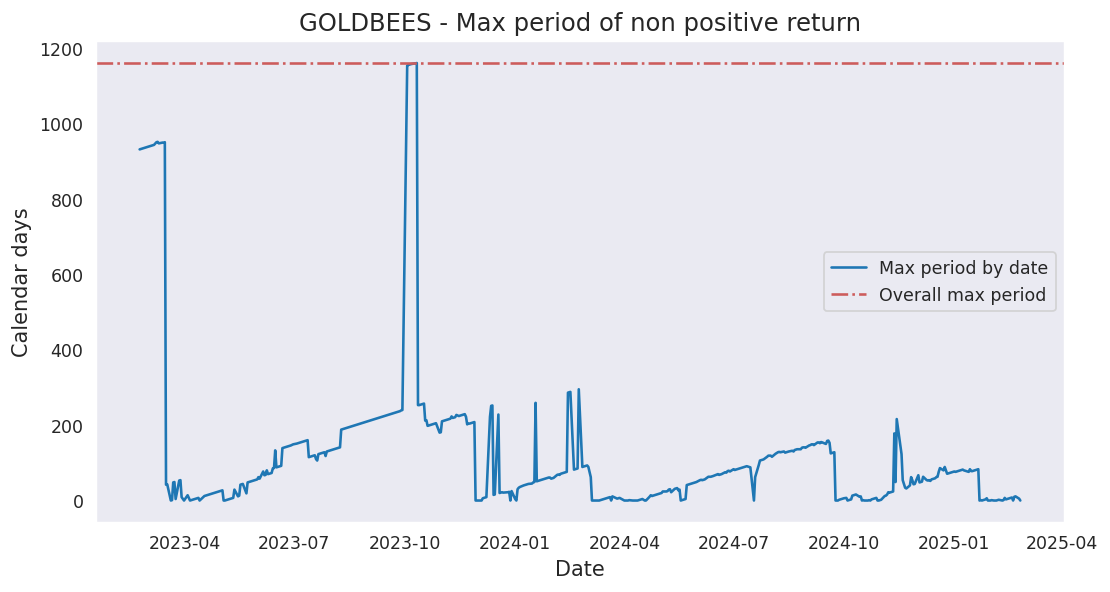 GOLDBEES - Max period of non positive return
Calendar days
1200
1000
800
600
400
200
0
Max period by date
Overall max period
2023-04 2023-07 2023-10 2024-01 2024-04 2024-07 2024-10 2025-01 2025-04
Date